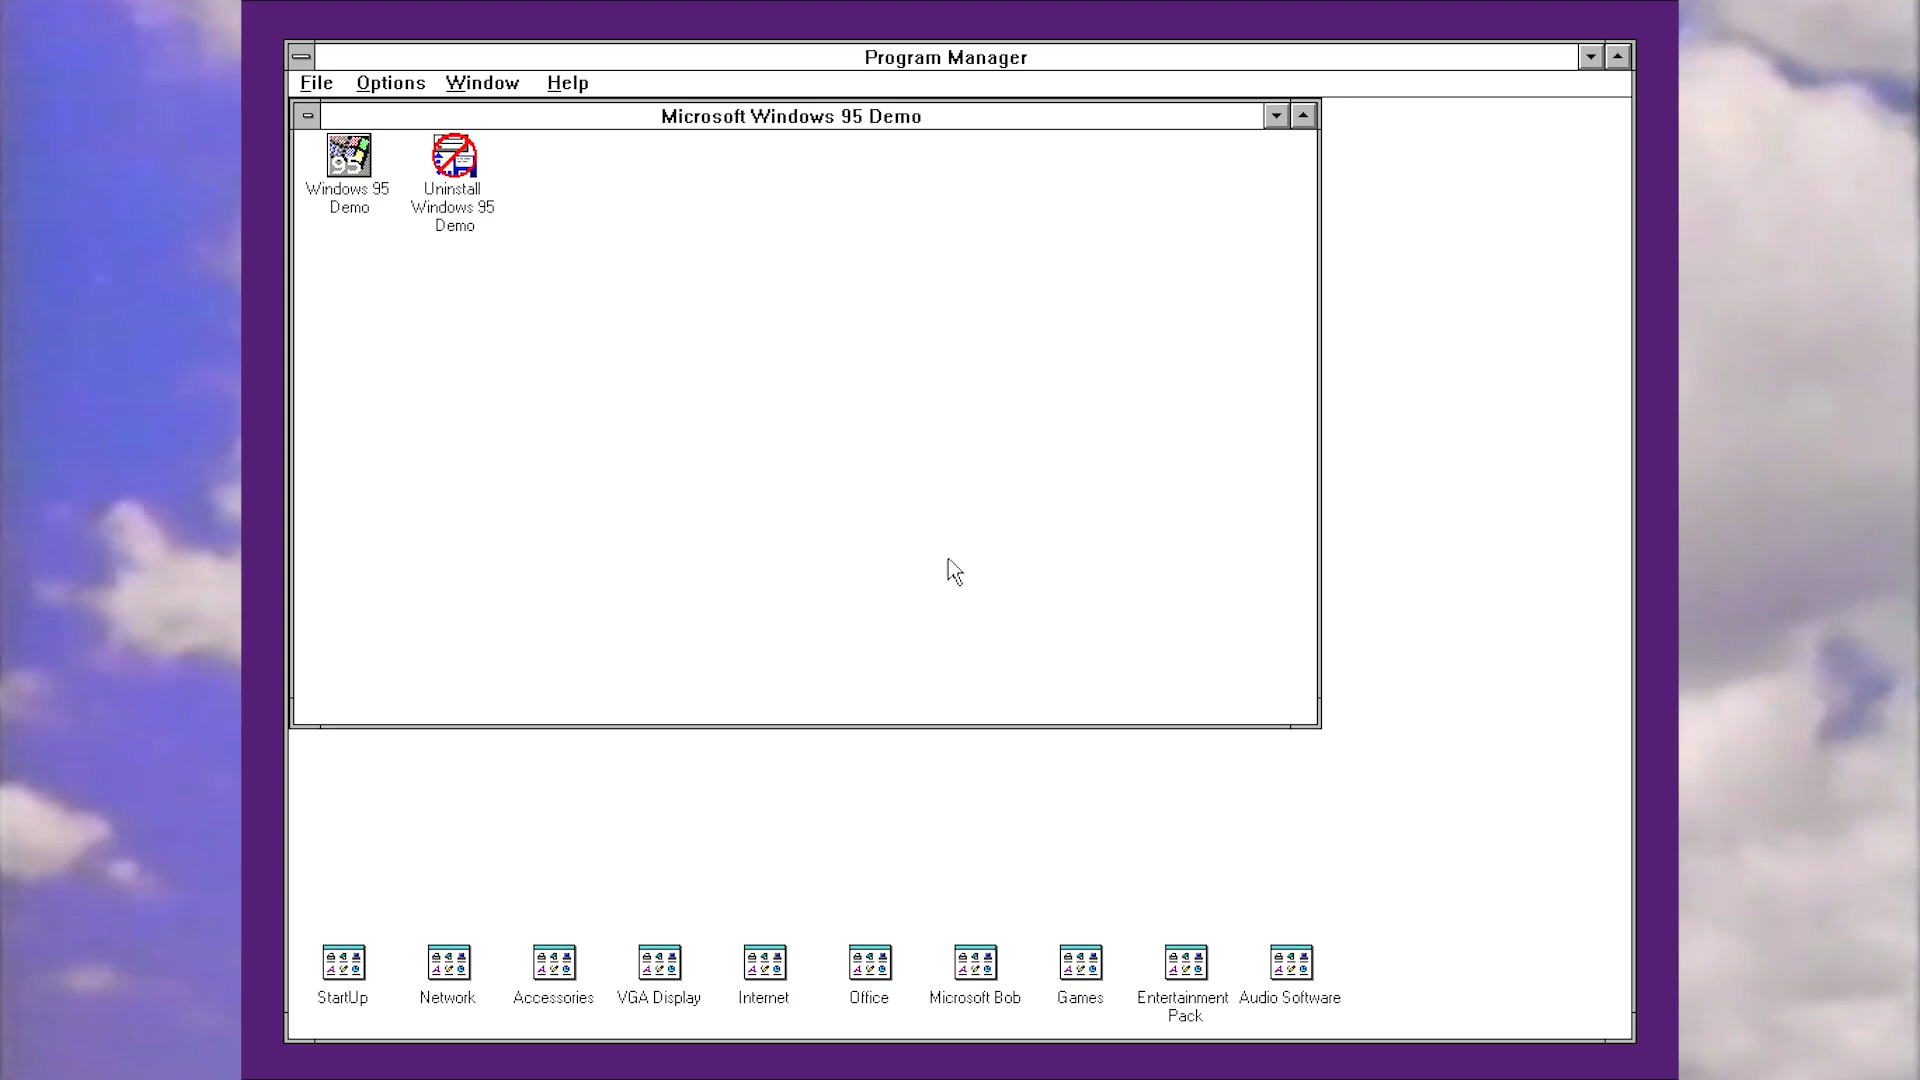 Program Manager
File Options Window Help
Microsoft Windows 95 Demo
95
Windows 95
Demo
Uninstall
Windows 95
Demo
StartUp
Network
Accessories
VGA Display
Internet
Office
Microsoft Bob
Games
Entertainment
Pack
Audio Software